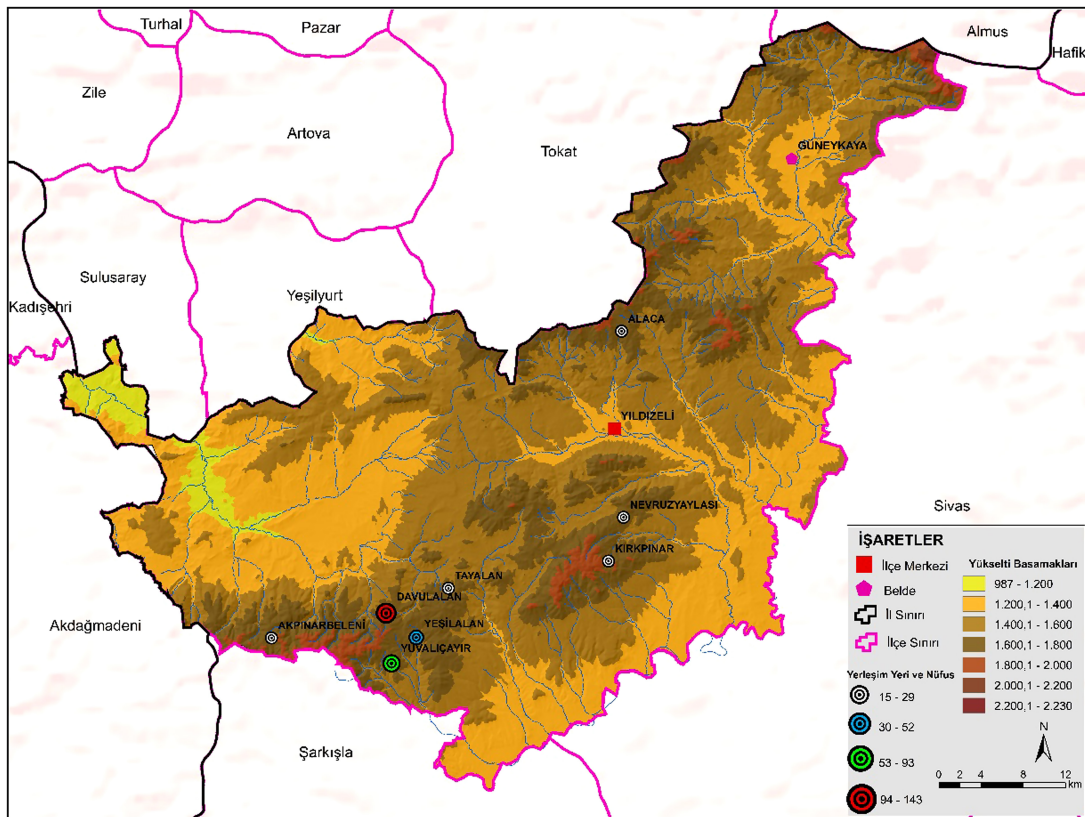 Turhal
Pazar
Almus
Hafik
Zile
Artova
Tokat
GÜNEYKAYA
Sulusaray
Kadışehri
Yeşilyurt
ALACA
YILDIZELİ
NEVRUZYAYLASI
Sivas
KIRKPINAR
TAYALAN
DAVULALAN
AKPINARBELENİ
YEŞİLALAN
YUVALIÇAYIR
Akdağmadeni
Şarkışla
İŞARETLER
İlçe Merkezi
Belde
İl Sınırı
İlçe Sınırı
Yerleşim Yeri ve Nüfus
15 - 29
30 - 52
53 - 93
94 - 143
Yükselti Basamakları
987 - 1.200
1.200,1 - 1.400
1.400,1 - 1.600
1.600,1 - 1.800
1.800,1 - 2.000
2.000,1 - 2.200
2.200,1 - 2.230
N
0 2 4 8 12
km